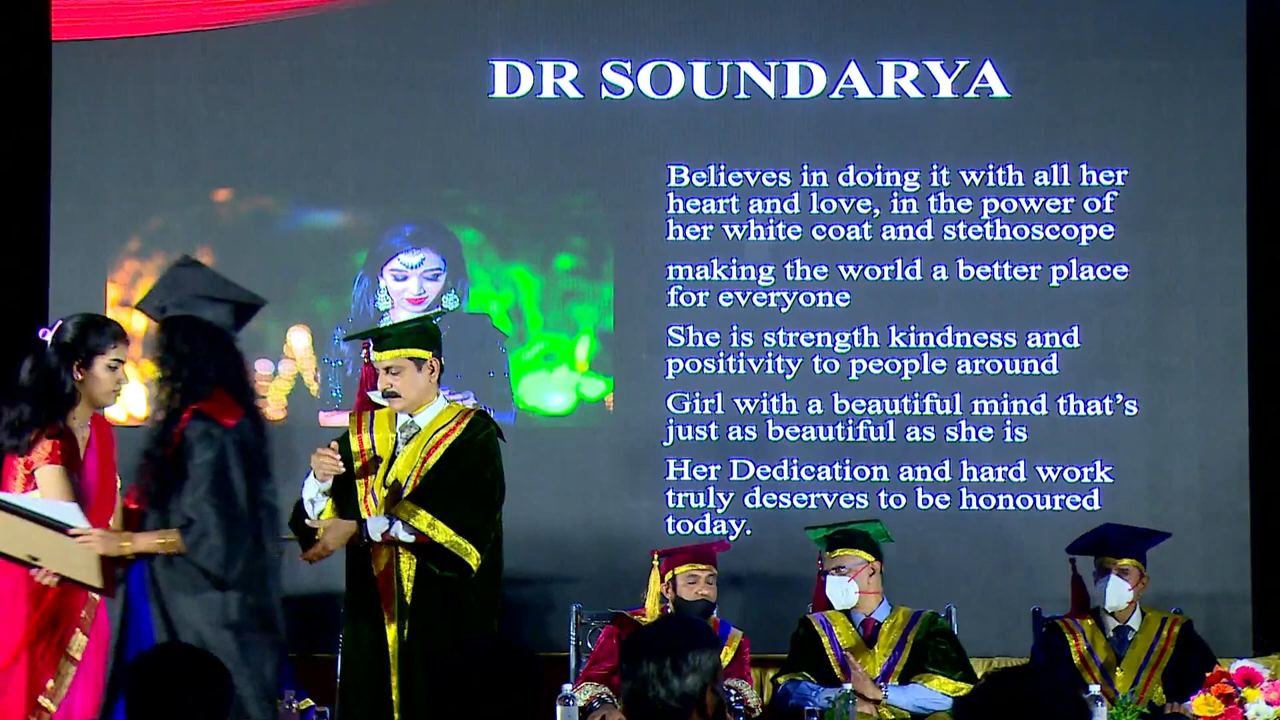 DR SOUNDARYA
Believes in doing it with all her
heart and love, in the power of
her white coat and stethoscope
making the world a better place
for everyone
She is strength kindness and
positivity to people around
Girl with a beautiful mind that's
just as beautiful as she is
Her Dedication and hard work
truly deserves to be honoured
today.